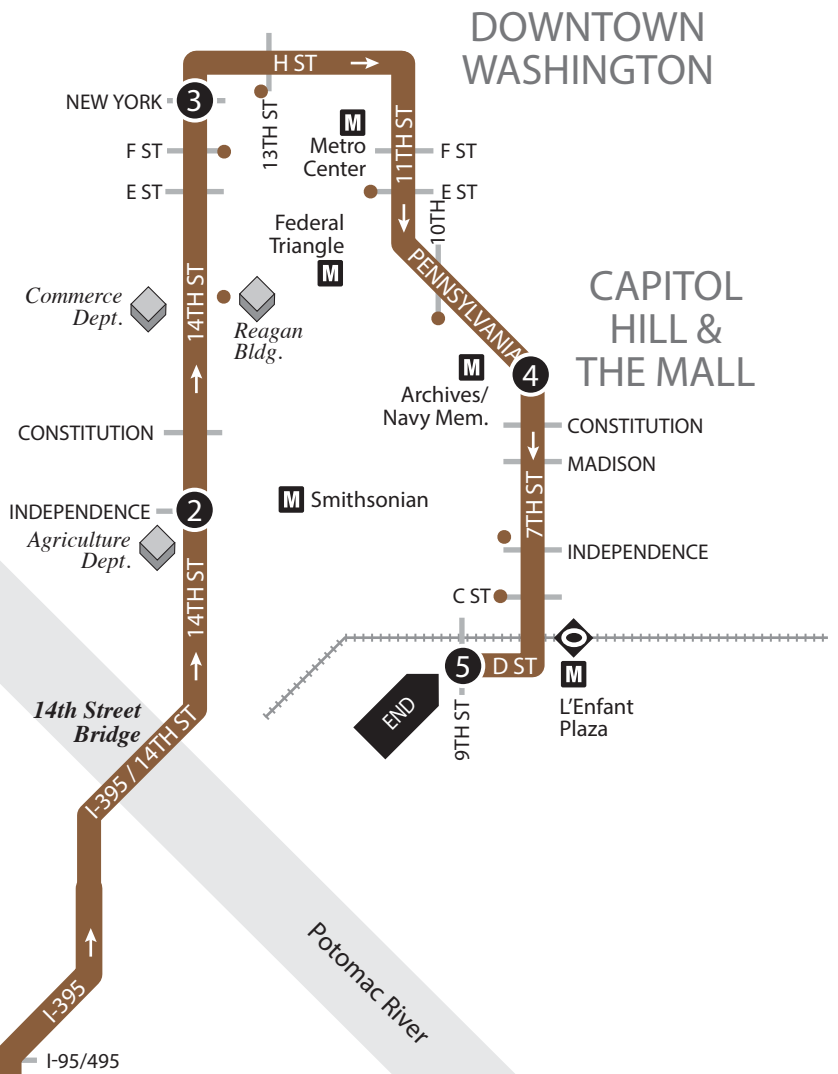 DOWNTOWN
WASHINGTON
H ST
NEW YORK
3
13TH ST
M
Metro
Center
11TH ST
F ST
F ST
E ST
E ST
10TH
Federal
Triangle
M
PENNSYLVANIA
Commerce
Dept.
14TH ST
Reagan
Bldg.
CAPITOL
HILL &
THE MALL
M
4
Archives/
Navy Mem.
CONSTITUTION
CONSTITUTION
MADISON
7TH ST
M Smithsonian
INDEPENDENCE
2
Agriculture
Dept.
INDEPENDENCE
14TH ST
C ST
5
D ST
M
L'Enfant
Plaza
END
9TH ST
14th Street
Bridge
I-395 / 14TH ST
Potomac River
I-395
I-95/495